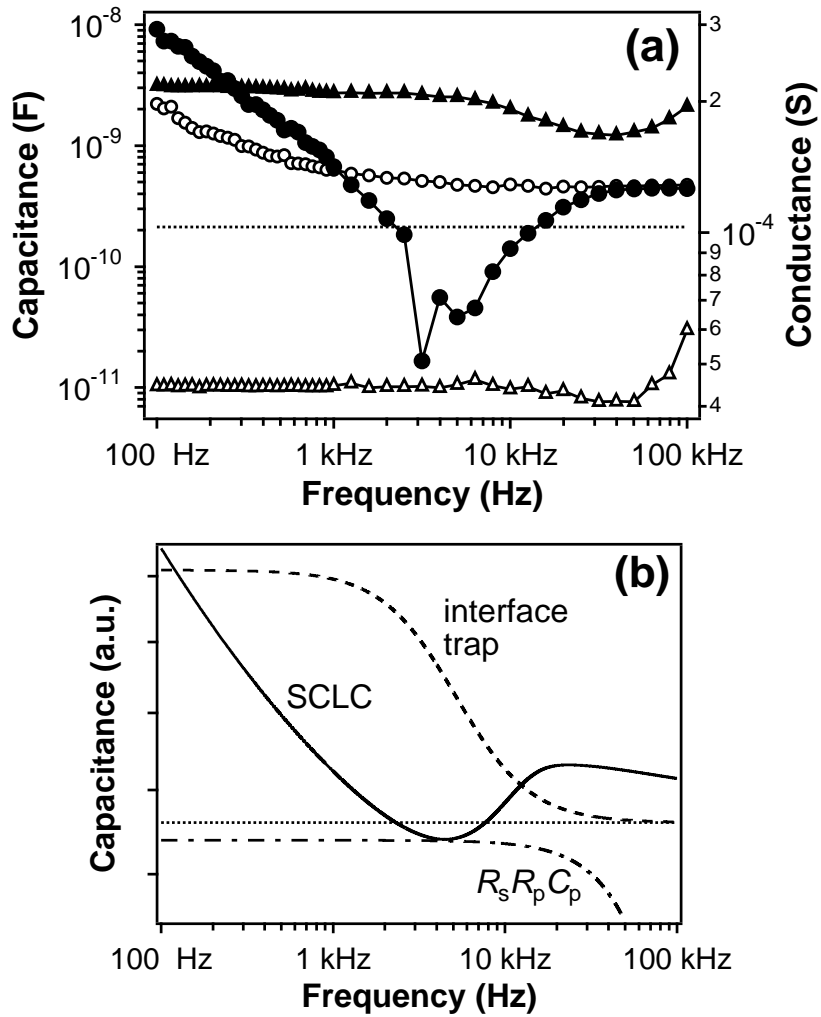 (a)
Capacitance (F)
10⁻⁸
10⁻⁹
10⁻¹⁰
10⁻¹¹
3
2
10⁻⁴
9
8
7
6
5
4
Conductance (S)
100 Hz
1 kHz
10 kHz
100 kHz
Frequency (Hz)
(b)
Capacitance (a.u.)
interface
trap
SCLC
RₛRₚCₚ
100 Hz
1 kHz
10 kHz
100 kHz
Frequency (Hz)